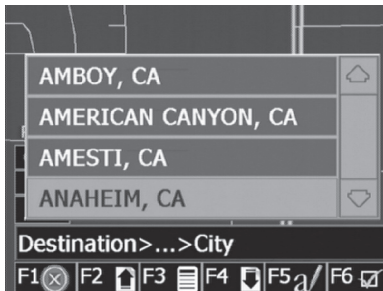 AMBOY, CA
AMERICAN CANYON, CA
AMESTI, CA
ANAHEIM, CA
Destination>...>City
F1 F2 F3 F4 F5 a/ F6